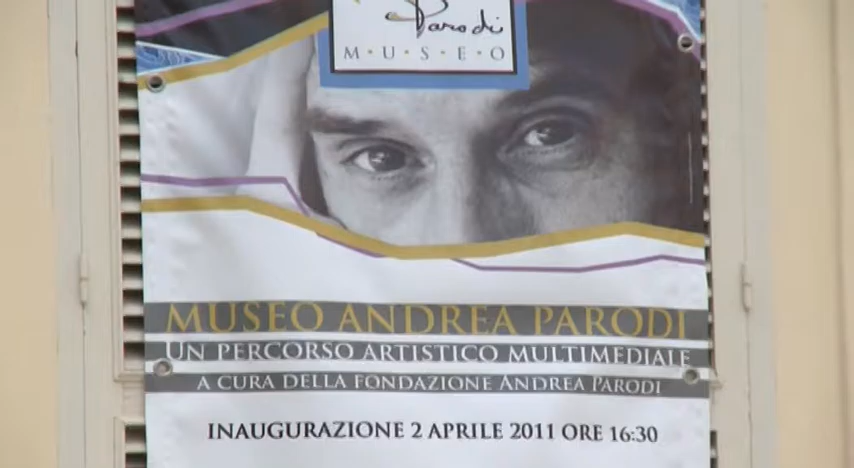 Parodi
MUSEO
MUSEO ANDREA PARODI
UN PERCORSO ARTISTICO MULTIMEDIALE
A CURA DELLA FONDAZIONE ANDREA PARODI
INAUGURAZIONE 2 APRILE 2011 ORE 16:30